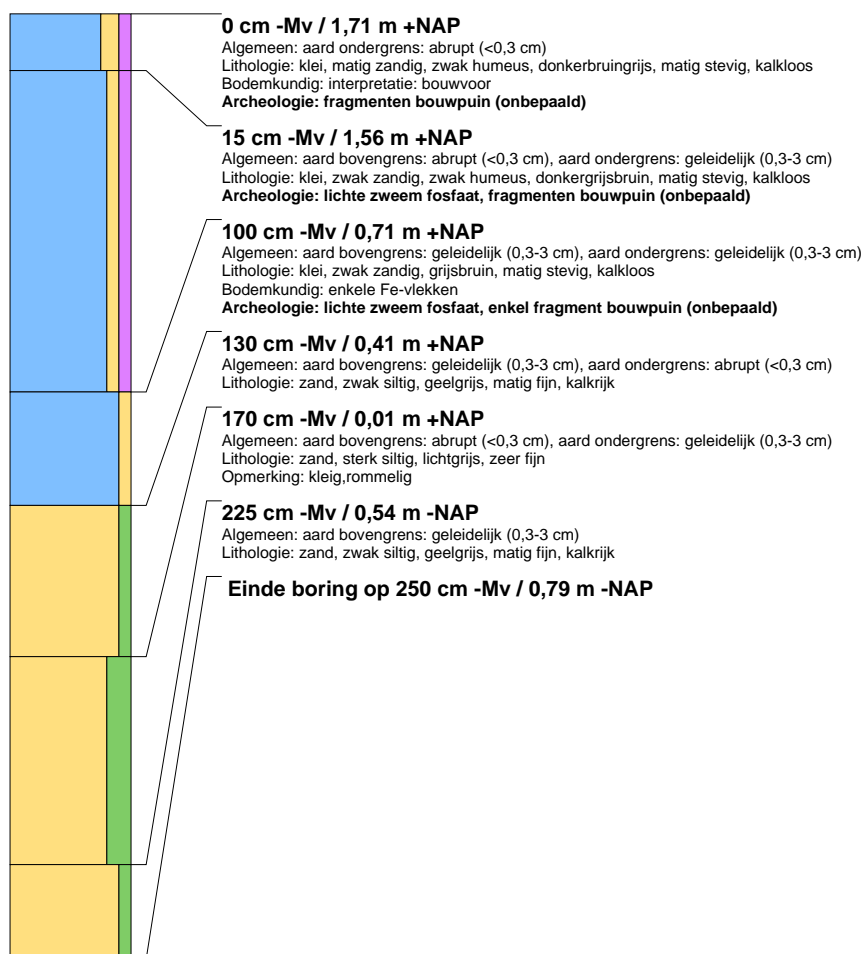 0 cm -Mv / 1,71 m +NAP
Algemeen: aard ondergrens: abrupt (<0,3 cm)
Lithologie: klei, matig zandig, zwak humeus, donkerbruingrijs, matig stevig, kalkloos
Bodemkundig: interpretatie: bouwvoor
Archeologie: fragmenten bouwpuin (onbepaald)
15 cm -Mv / 1,56 m +NAP
Algemeen: aard bovengrens: abrupt (<0,3 cm), aard ondergrens: geleidelijk (0,3-3 cm)
Lithologie: klei, zwak zandig, zwak humeus, donkergrijsbruin, matig stevig, kalkloos
Archeologie: lichte zweem fosfaat, fragmenten bouwpuin (onbepaald)
100 cm -Mv / 0,71 m +NAP
Algemeen: aard bovengrens: geleidelijk (0,3-3 cm), aard ondergrens: geleidelijk (0,3-3 cm)
Lithologie: klei, zwak zandig, grijsbruin, matig stevig, kalkloos
Bodemkundig: enkele Fe-vlekken
Archeologie: lichte zweem fosfaat, enkel fragment bouwpuin (onbepaald)
130 cm -Mv / 0,41 m +NAP
Algemeen: aard bovengrens: geleidelijk (0,3-3 cm), aard ondergrens: abrupt (<0,3 cm)
Lithologie: zand, zwak siltig, geelgrijs, matig fijn, kalkrijk
170 cm -Mv / 0,01 m +NAP
Algemeen: aard bovengrens: abrupt (<0,3 cm), aard ondergrens: geleidelijk (0,3-3 cm)
Lithologie: zand, sterk siltig, lichtgrijs, zeer fijn
Opmerking: kleig,rommelig
225 cm -Mv / 0,54 m -NAP
Algemeen: aard bovengrens: geleidelijk (0,3-3 cm)
Lithologie: zand, zwak siltig, geelgrijs, matig fijn, kalkrijk
Einde boring op 250 cm -Mv / 0,79 m -NAP